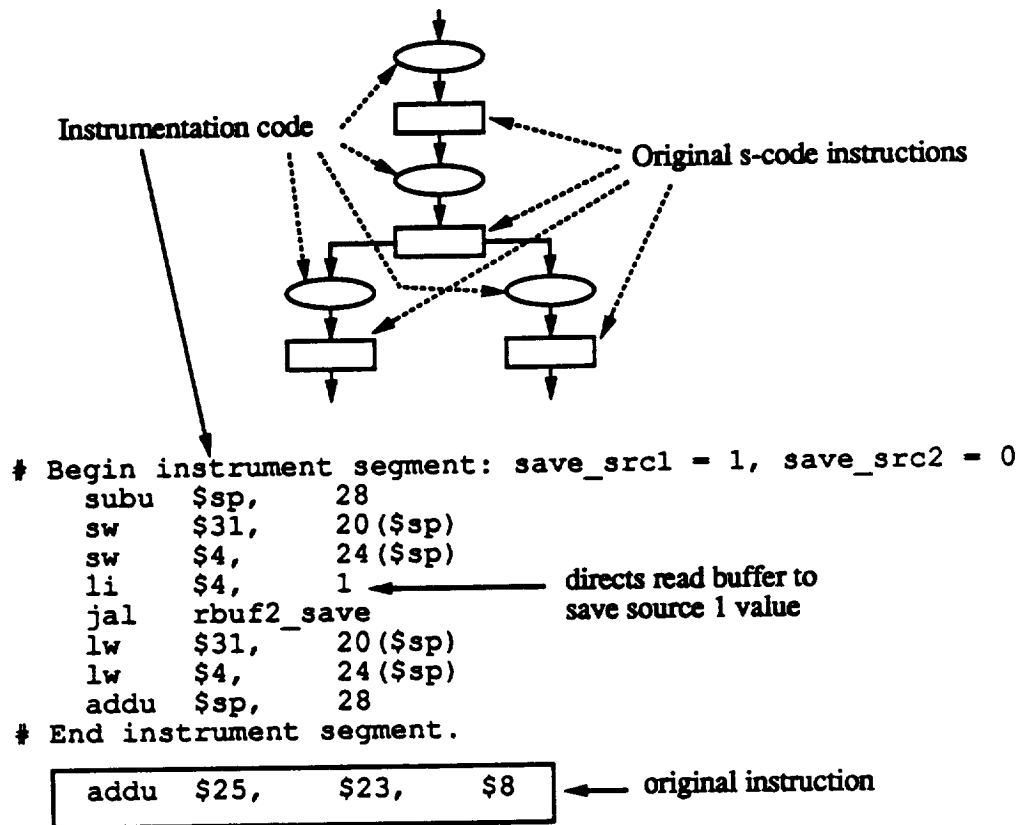 Instrumentation code
Original s-code instructions
# Begin instrument segment: save_src1 = 1, save_src2 = 0
subu $sp, 28
sw $31, 20($sp)
sw $4, 24($sp)
li $4, 1
directs read buffer to
save source 1 value
jal rbuf2_save
lw $31, 20($sp)
lw $4, 24($sp)
addu $sp, 28
# End instrument segment.
addu $25, $23, $8
original instruction